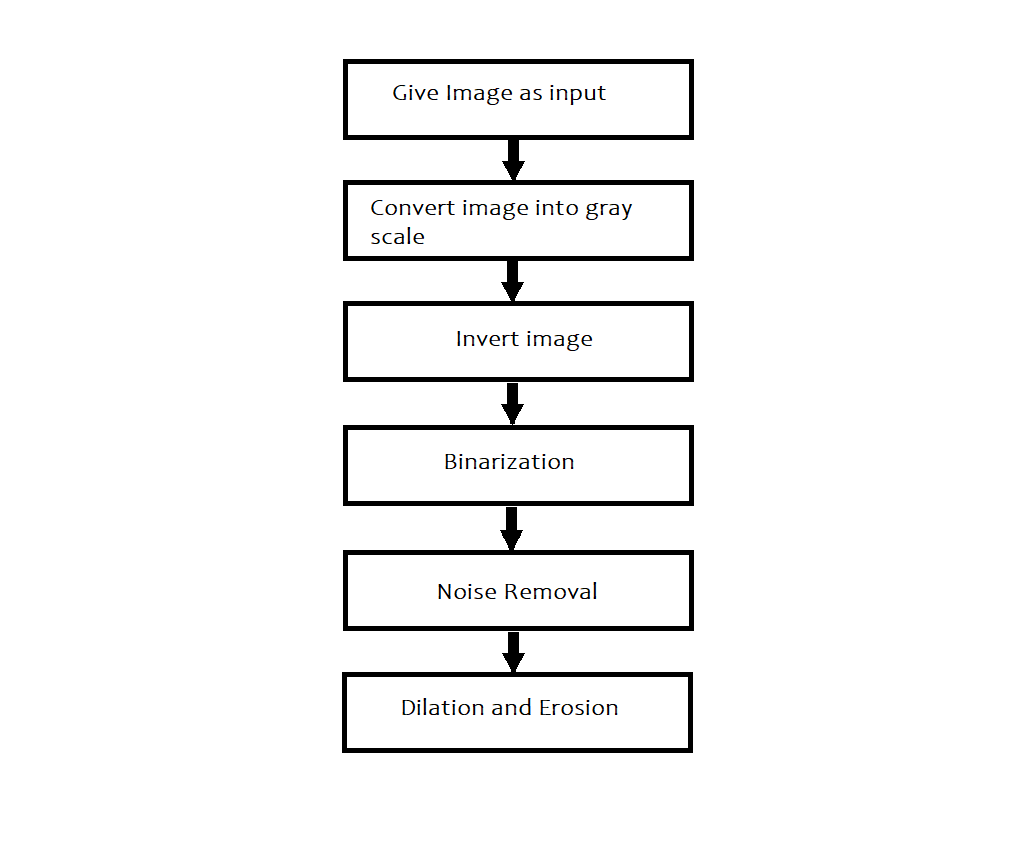 Give Image as input
Convert image into gray
scale
Invert image
Binarization
Noise Removal
Dilation and Erosion